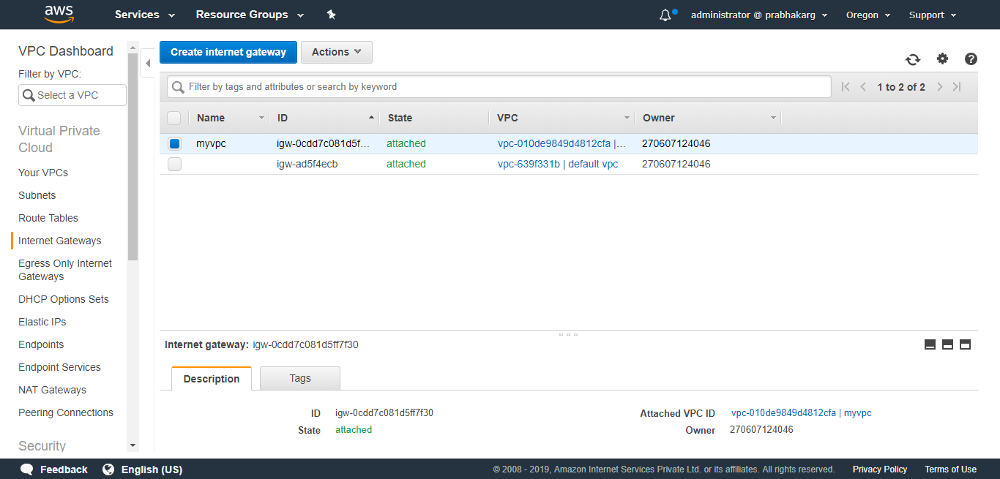 aws Services Resource Groups administrator @ prabhakarg Oregon Support
VPC Dashboard
Filter by VPC:
Select a VPC
Virtual Private
Cloud
Your VPCs
Subnets
Route Tables
Internet Gateways
Egress Only Internet
Gateways
DHCP Options Sets
Elastic IPs
Endpoints
Endpoint Services
NAT Gateways
Peering Connections
Security
Create internet gateway Actions
Filter by tags and attributes or search by keyword 1 to 2 of 2
Name ID State VPC Owner
myvpc igw-0cdd7c081d5f... attached vpc-010de9849d4812cfa |... 270607124046
igw-ad5f4ecb attached vpc-639f331b | default vpc 270607124046
Internet gateway: igw-0cdd7c081d5ff7f30
Description Tags
ID igw-0cdd7c081d5ff7f30 Attached VPC ID vpc-010de9849d4812cfa | myvpc
State attached Owner 270607124046
Feedback English (US) © 2008 - 2019, Amazon Internet Services Private Ltd. or its affiliates. All rights reserved. Privacy Policy Terms of Use